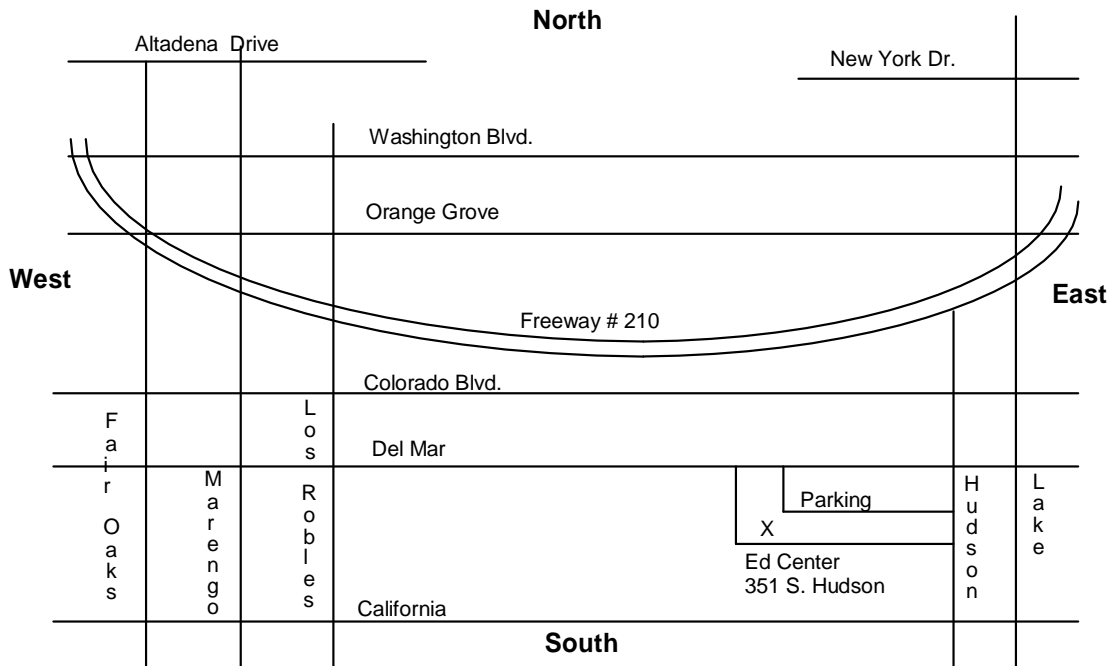 North
Altadena Drive
New York Dr.
Washington Blvd.
Orange Grove
West
East
Freeway # 210
Colorado Blvd.
Fair Oaks
Marengo
Los Robles
Del Mar
Hudson
Lake
Parking
X
Ed Center
351 S. Hudson
California
South